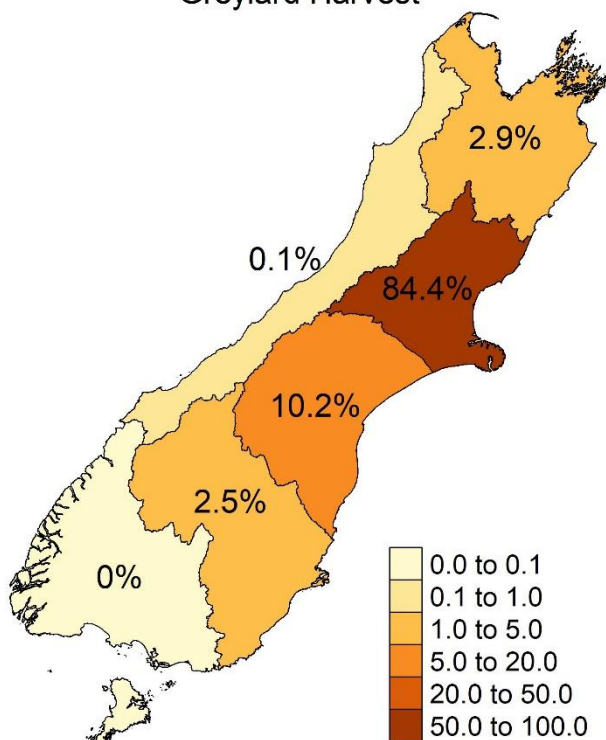 Greylard Harvest
2.9%
0.1%
84.4%
10.2%
2.5%
0%
0.0 to 0.1
0.1 to 1.0
1.0 to 5.0
5.0 to 20.0
20.0 to 50.0
50.0 to 100.0